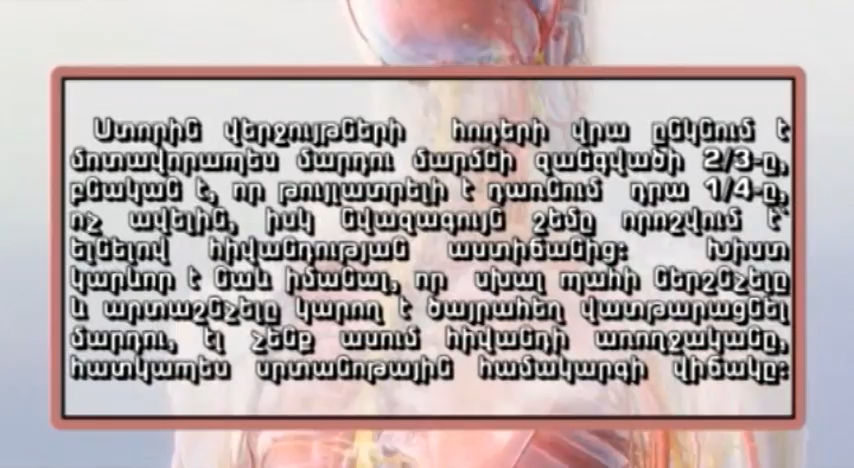 Ստորին վերջույթների հոդերի վրա ընկնում է
մոտավորապես մարդու մարմնի զանգվածի 2/3-ը,
բնական է, որ թույլատրելի է դառնում դրա 1/4-ը,
ոչ ավելին, իսկ նվազագույն շեմը որոշվում է՝
ելնելով հիվանդության աստիճանից: Խիստ
կարևոր է նաև իմանալ, որ սխալ պահի ներշնչելը
և արտաշնչելը կարող է ծայրահեղ վատթարացնել
մարդու, էլ չենք ասում հիվանդի առողջականը,
հատկապես սրտանոթային համակարգի վիճակը: